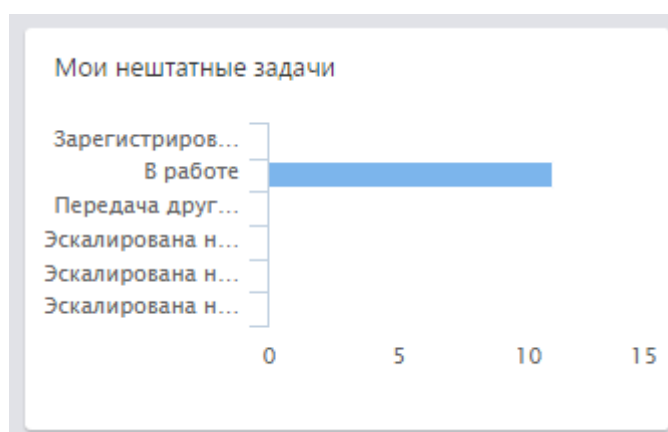 Мои нештатные задачи
Зарегистриров...
В работе
Передача друг...
Эскалирована н...
Эскалирована н...
Эскалирована н...
0 5 10 15